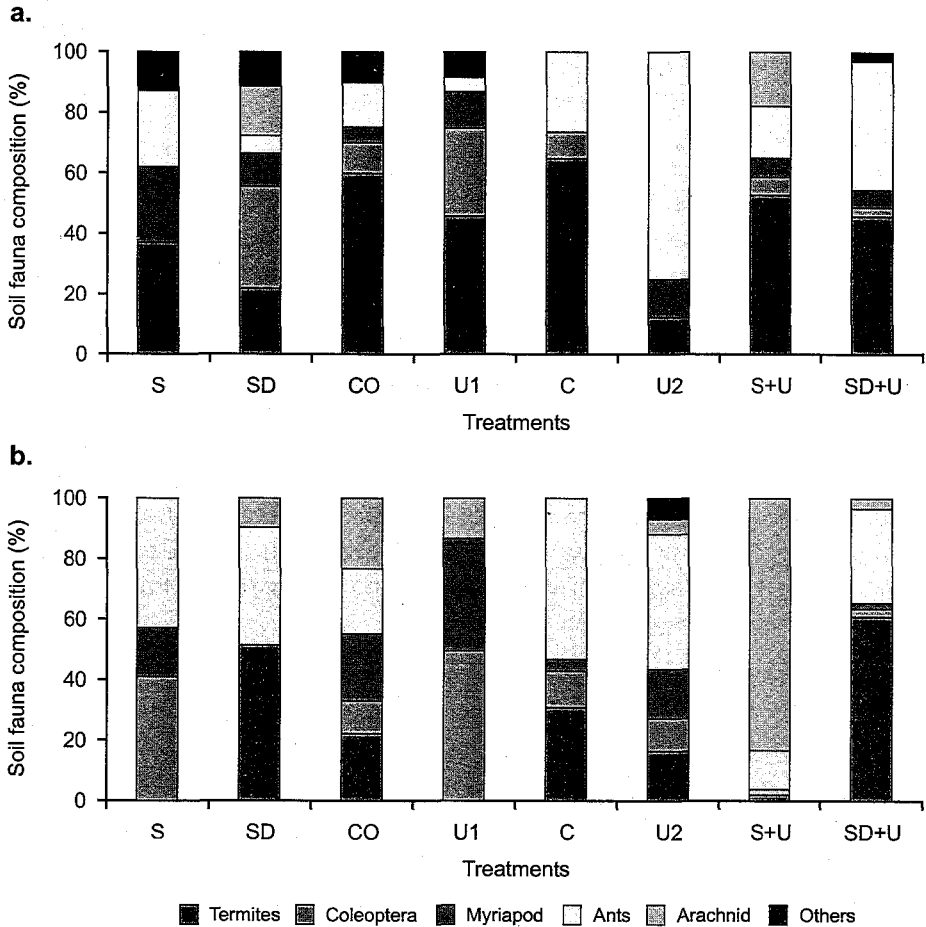 a.
100
80
60
40
20
0
Soil fauna composition (%)
S SD CO U1 C U2 S+U SD+U
Treatments
b.
100
80
60
40
20
0
Soil fauna composition (%)
S SD CO U1 C U2 S+U SD+U
Treatments
Termites Coleoptera Myriapod Ants Arachnid Others